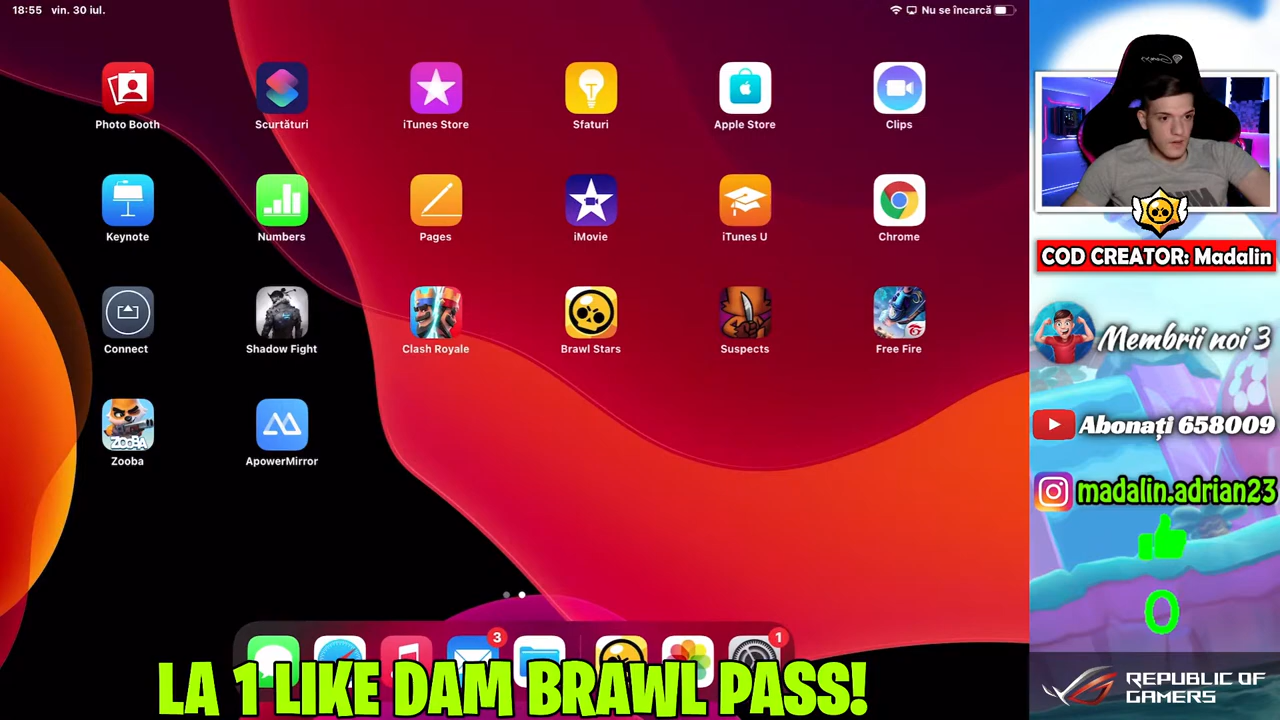 18:55 vin. 30 iul.
Nu se încarcă
Photo Booth
Scurtături
iTunes Store
Sfaturi
Apple Store
Clips
Keynote
Numbers
Pages
iMovie
iTunes U
Chrome
Connect
Shadow Fight
Clash Royale
Brawl Stars
Suspects
Free Fire
ZOOBA
Zooba
ApowerMirror
3
1
LA 1 LIKE DAM BRAWL PASS!
COD CREATOR: Madalin
Membrii noi 3
Abonați 658009
madalin.adrian23
0
REPUBLIC OF
GAMERS